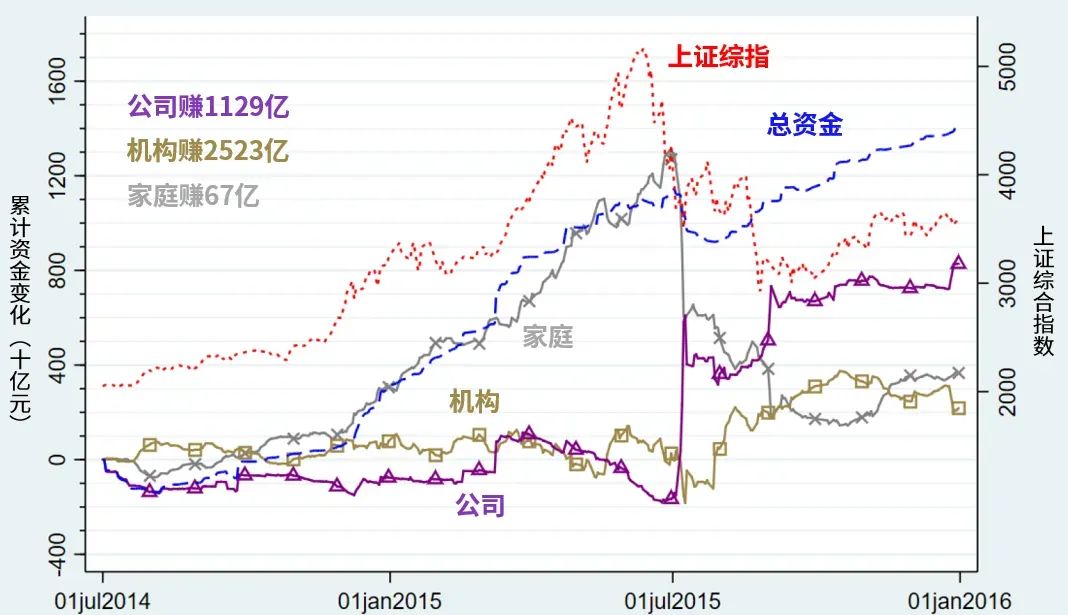 上证综指
公司赚1129亿
总资金
机构赚2523亿
家庭赚67亿
家庭
机构
公司
累计资金变化（十亿元）
上证综合指数
1600
1200
800
400
0
-400
5000
4000
3000
2000
01jul2014
01jan2015
01jul2015
01jan2016